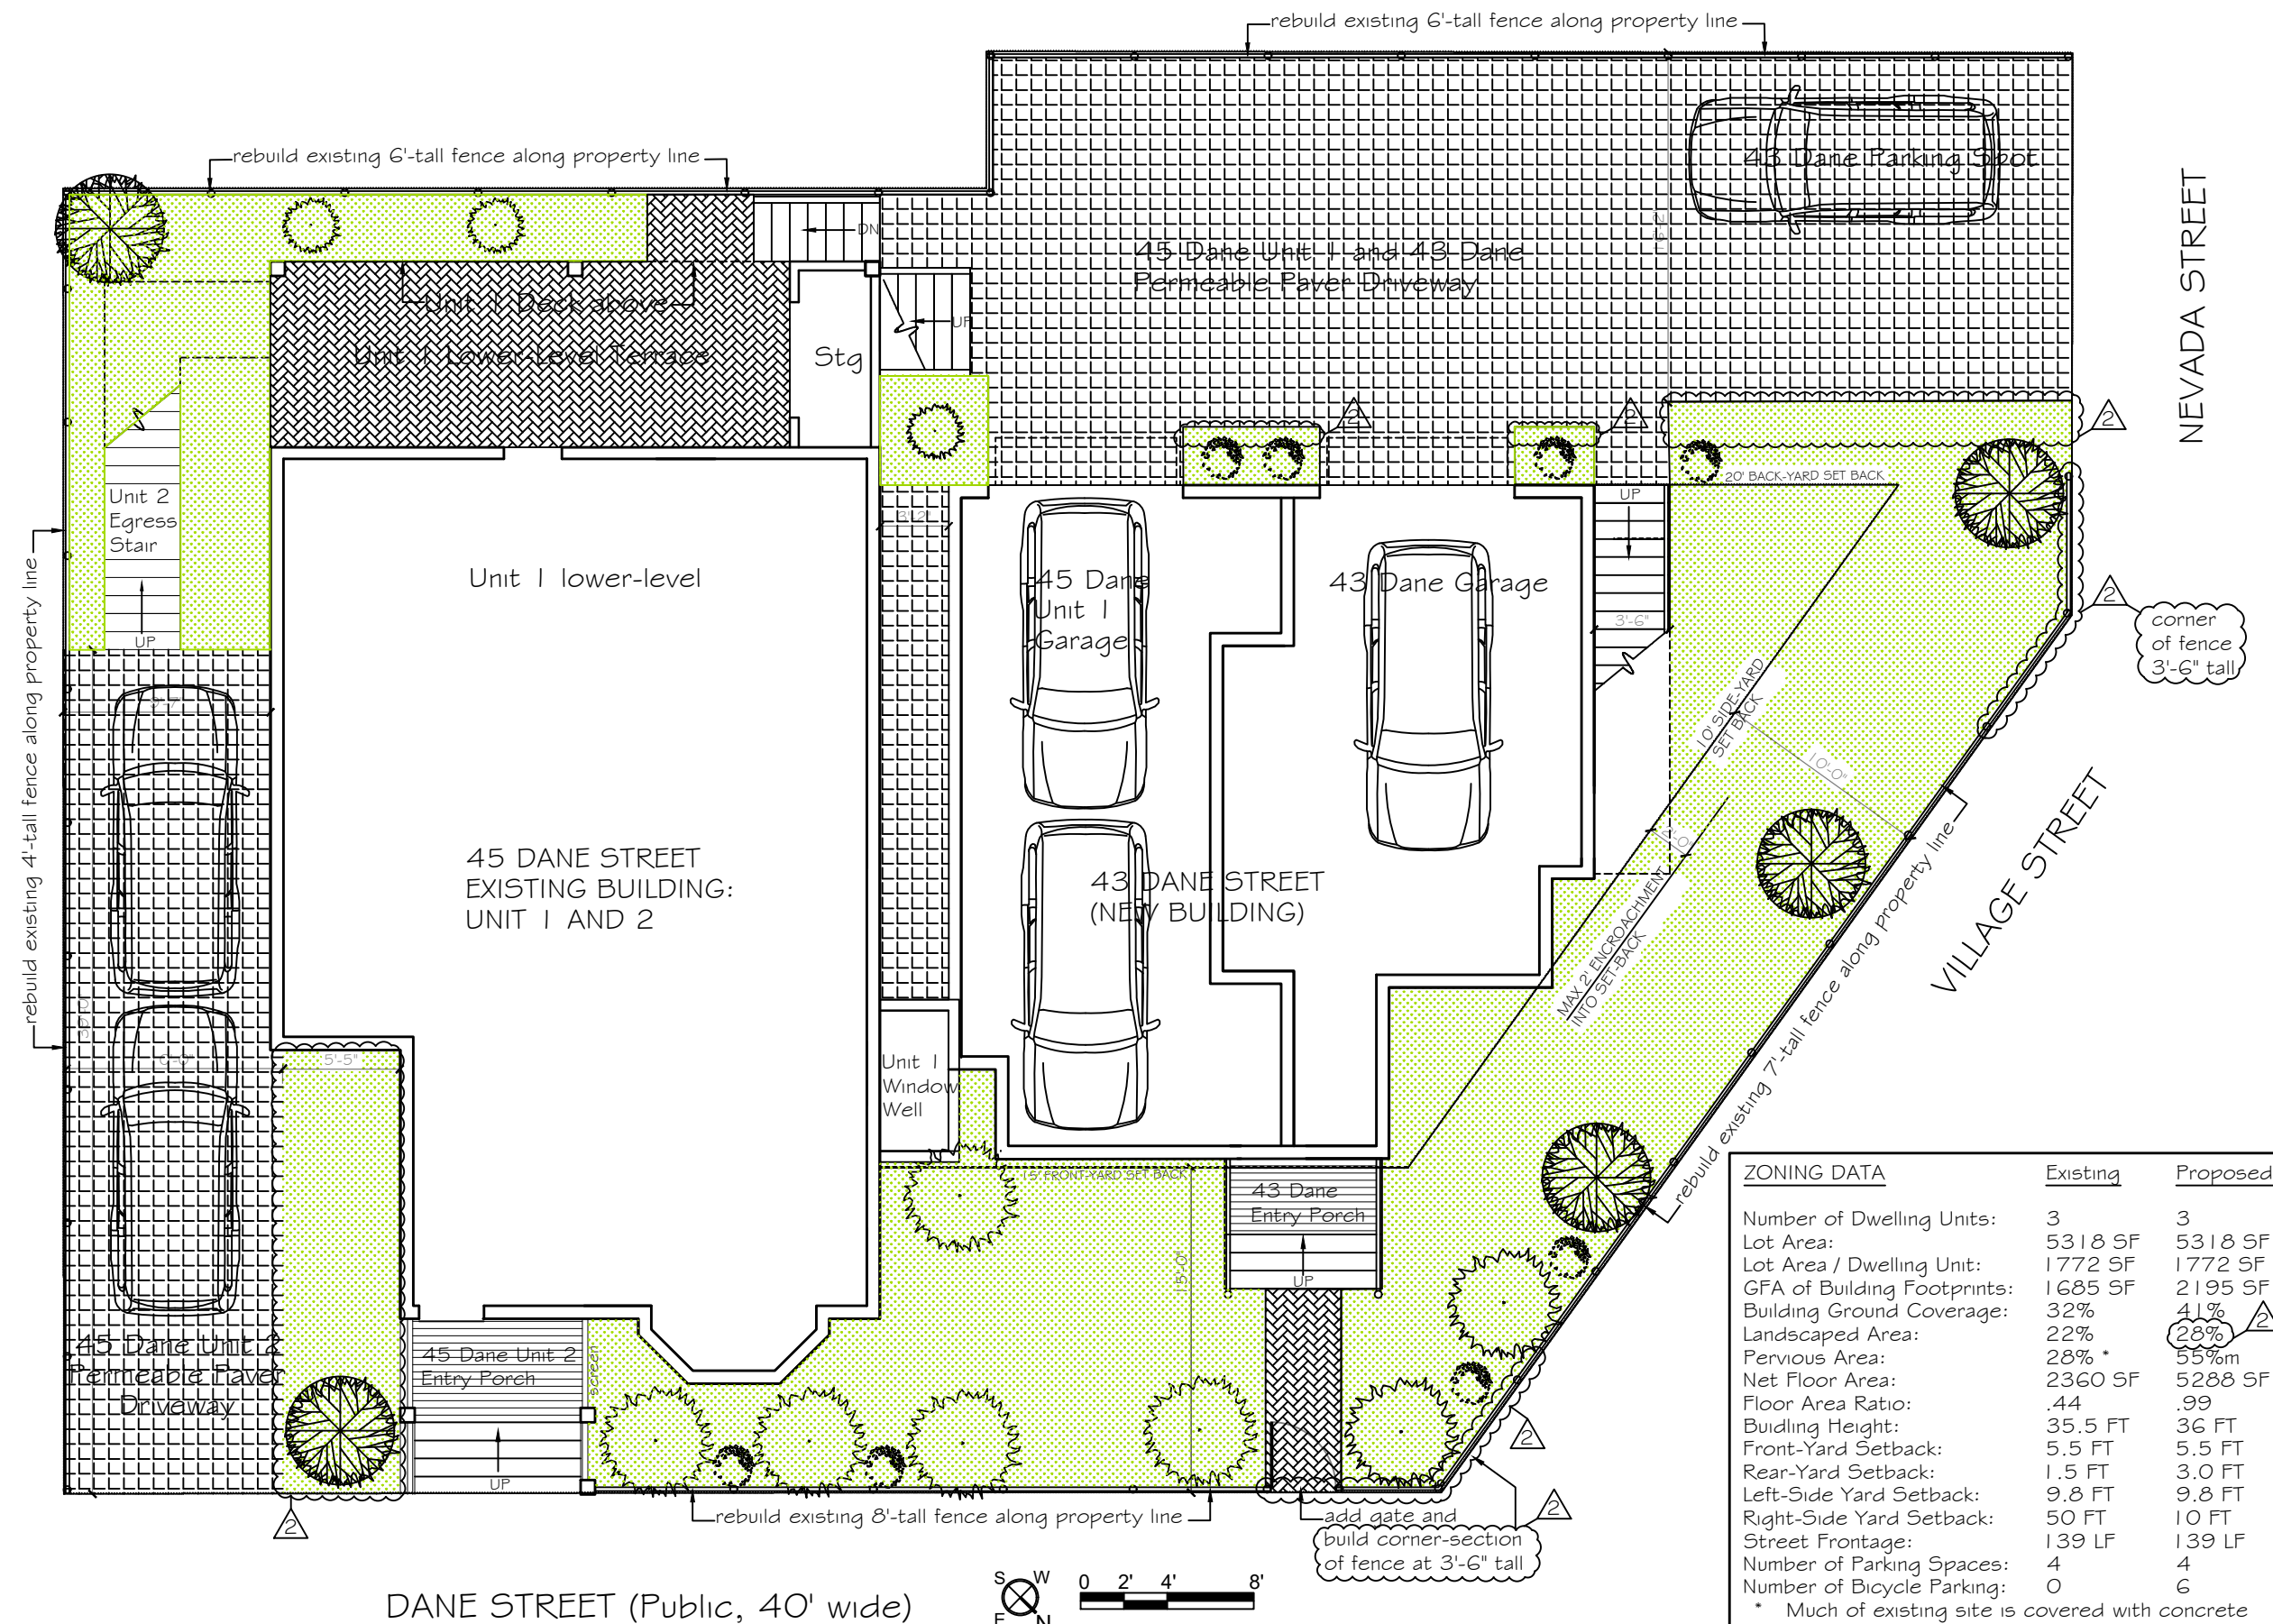 rebuild existing 6'-tall fence along property line
rebuild existing 6'-tall fence along property line
43 Dane Parking Spot
NEVADA STREET
DN
45 Dane Unit 1 and 43 Dane
Permeable Paver Driveway
Unit 1 Deck above
UP
Unit 1 Lower-Level Terrace
Stg
2
2
2
20' BACK-YARD SET BACK
Unit 2
Egress
Stair
UP
UP
3'-2"
Unit 1 lower-level
45 Dane
Unit 1
Garage
43 Dane Garage
3'-6"
2
corner
of fence
3'-6" tall
rebuild existing 4'-tall fence along property line
10' SIDE-YARD
SET BACK
10'-0"
2'-0"
45 DANE STREET
EXISTING BUILDING:
UNIT 1 AND 2
43 DANE STREET
(NEW BUILDING)
MAX 2' ENCROACHMENT
INTO SET-BACK
VILLAGE STREET
rebuild existing 7'-tall fence along property line
5'-5"
Unit 1
Window
Well
15' FRONT-YARD SET BACK
43 Dane
Entry Porch
UP
15'-0"
45 Dane Unit 2
Permeable Paver
Driveway
45 Dane Unit 2
Entry Porch
screen
UP
2
2
2
rebuild existing 8'-tall fence along property line
add gate and
build corner-section
of fence at 3'-6" tall
DANE STREET (Public, 40' wide)
S W
E N
0 2' 4' 8'
ZONING DATA Existing Proposed
Number of Dwelling Units: 3 3
Lot Area: 5318 SF 5318 SF
Lot Area / Dwelling Unit: 1772 SF 1772 SF
GFA of Building Footprints: 1685 SF 2195 SF
Building Ground Coverage: 32% 41%
Landscaped Area: 22% 28% 2
Pervious Area: 28% * 55%m
Net Floor Area: 2360 SF 5288 SF
Floor Area Ratio: .44 .99
Buidling Height: 35.5 FT 36 FT
Front-Yard Setback: 5.5 FT 5.5 FT
Rear-Yard Setback: 1.5 FT 3.0 FT
Left-Side Yard Setback: 9.8 FT 9.8 FT
Right-Side Yard Setback: 50 FT 10 FT
Street Frontage: 139 LF 139 LF
Number of Parking Spaces: 4 4
Number of Bicycle Parking: 0 6
* Much of existing site is covered with concrete